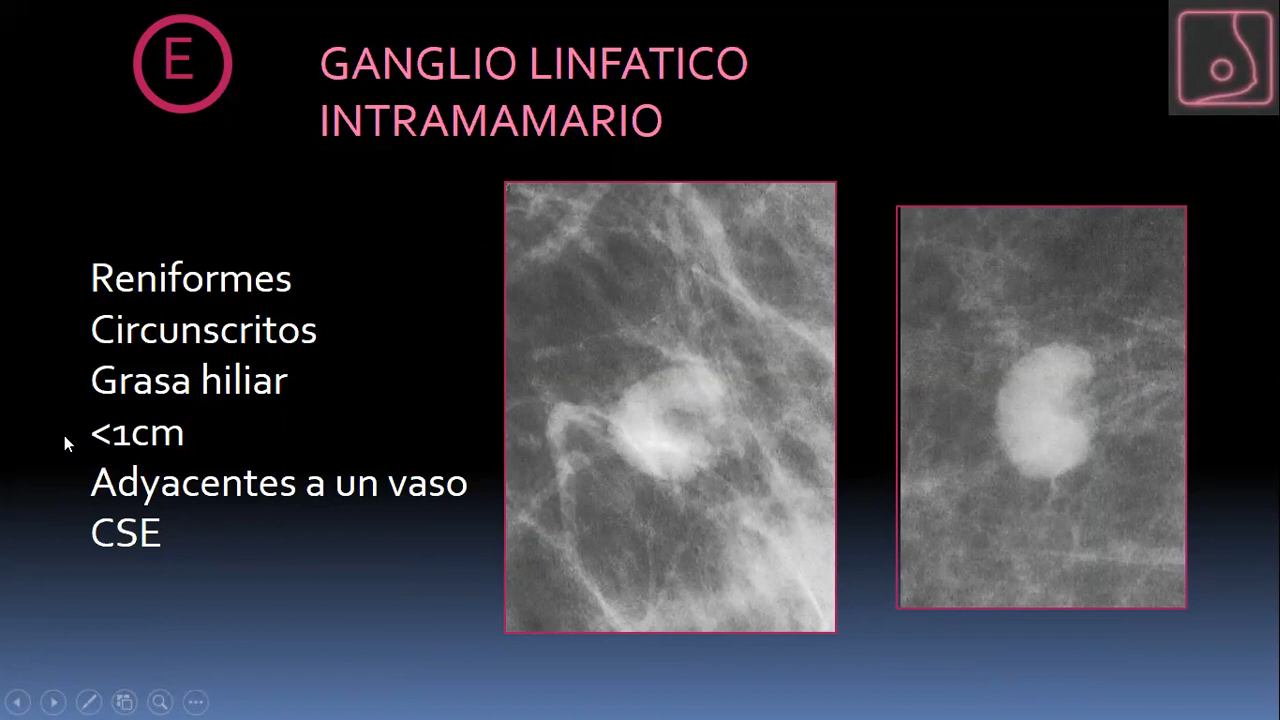 E
GANGLIO LINFATICO
INTRAMAMARIO
Reniformes
Circunscritos
Grasa hiliar
<1cm
Adyacentes a un vaso
CSE